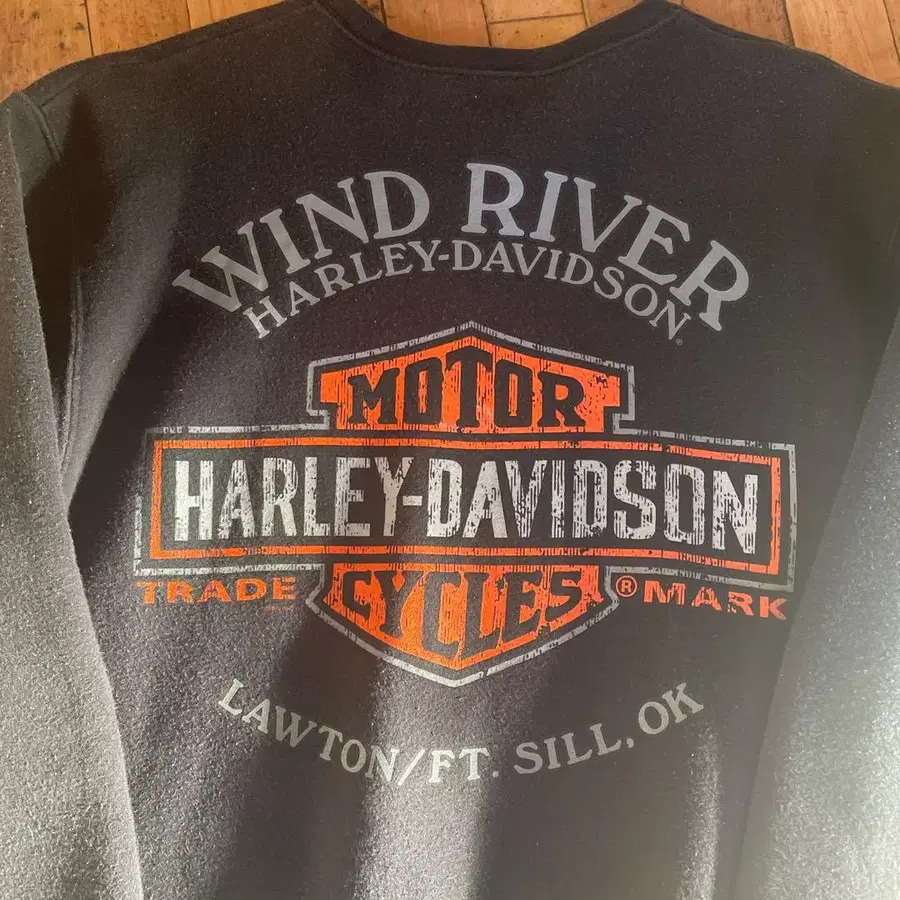 WIND RIVER
HARLEY-DAVIDSON®
MOTOR
HARLEY-DAVIDSON
CYCLES
TRADE ® MARK
LAWTON/FT. SILL, OK